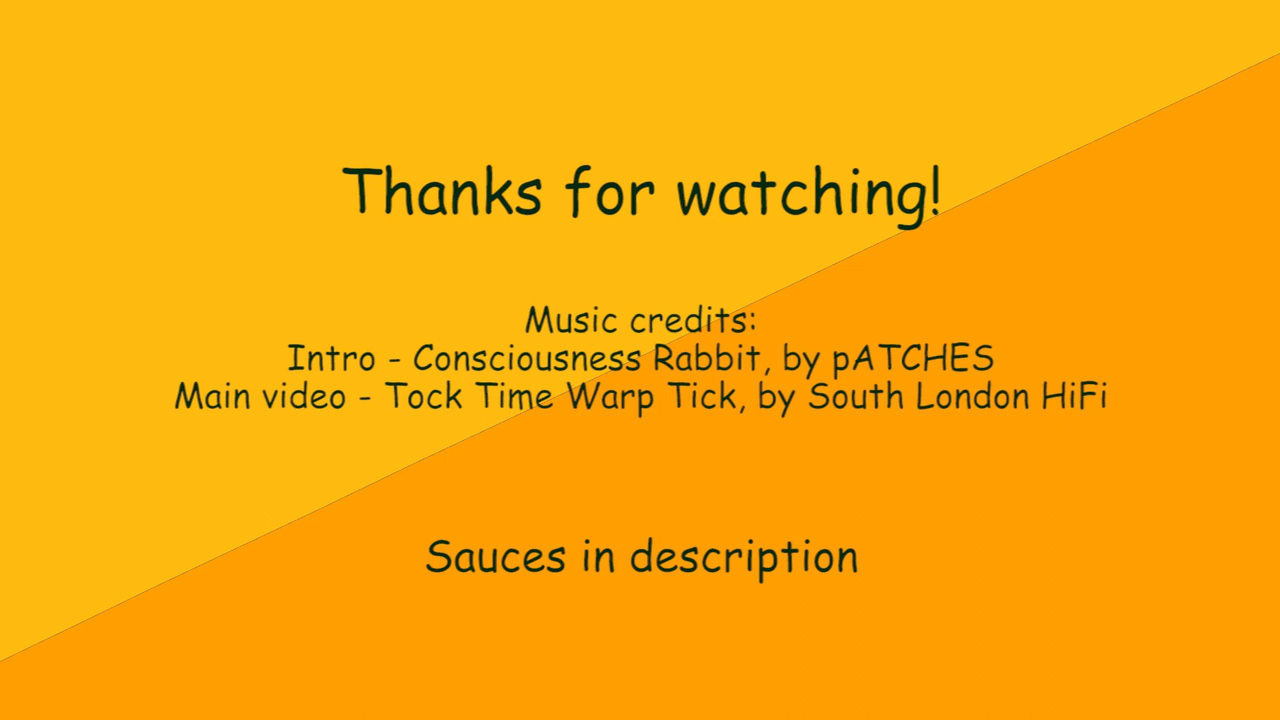 Thanks for watching!
Music credits:
Intro - Consciousness Rabbit, by pATCHES
Main video - Tock Time Warp Tick, by South London HiFi
Sauces in description